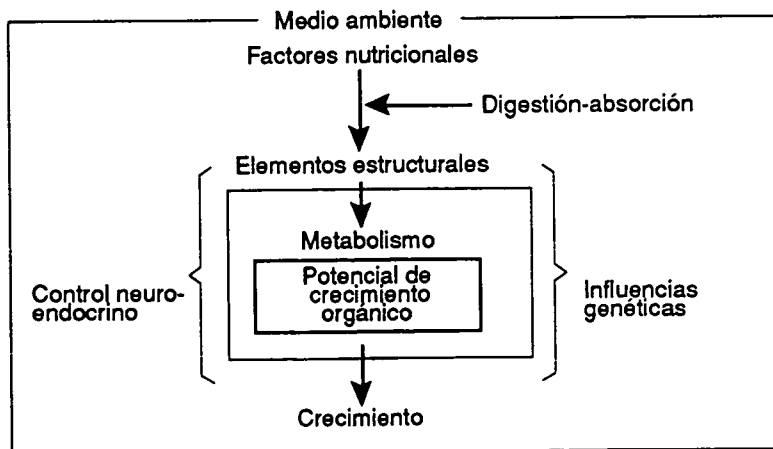 Medio ambiente
Factores nutricionales
Digestión-absorción
Elementos estructurales
Metabolismo
Potencial de
crecimiento
orgánico
Control neuro-
endocrino
Influencias
genéticas
Crecimiento